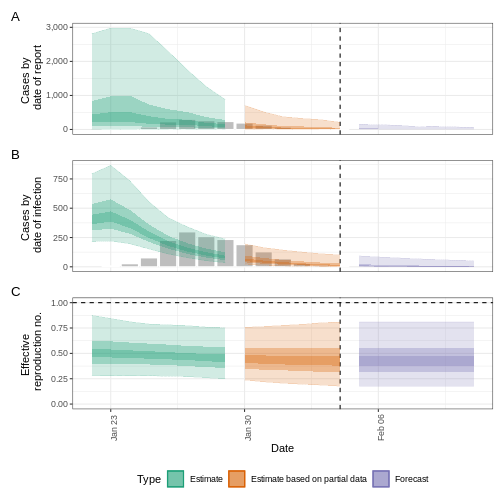 A
Cases by
date of report
3,000
2,000
1,000
0
B
Cases by
date of infection
750
500
250
0
C
Effective
reproduction no.
1.00
0.75
0.50
0.25
0.00
Jan 23
Jan 30
Feb 06
Date
Type
Estimate
Estimate based on partial data
Forecast